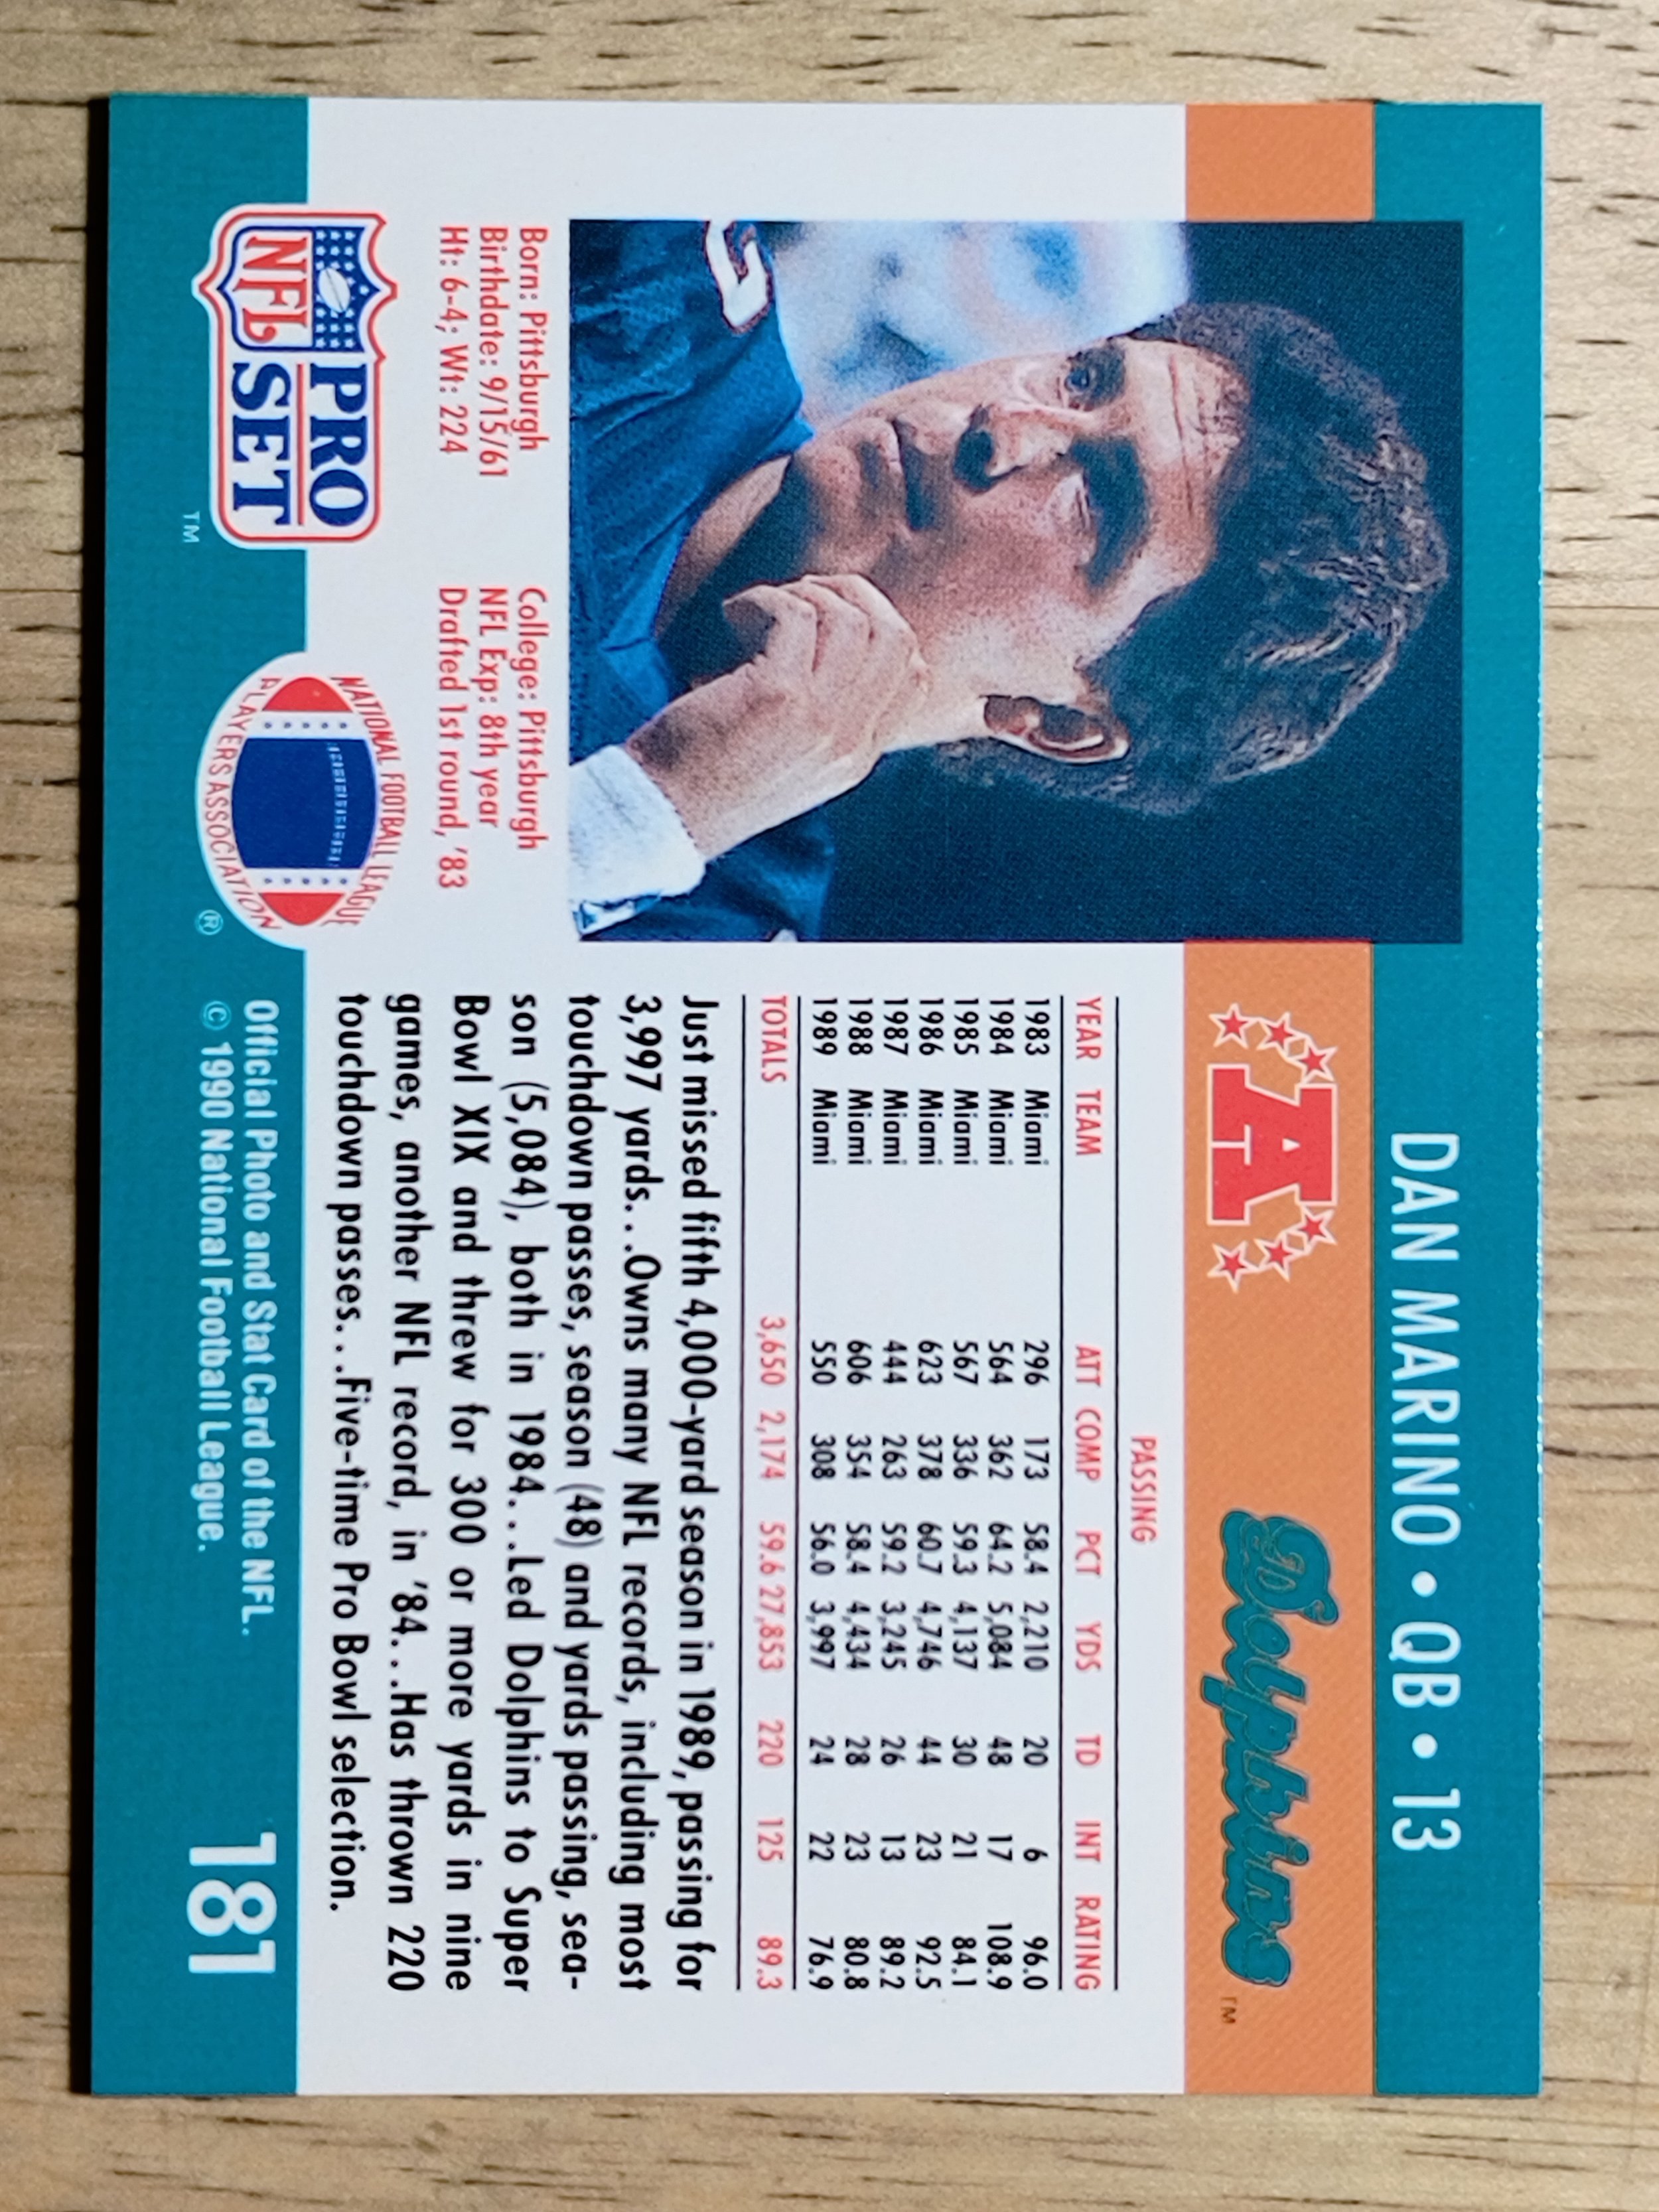 DAN MARINO • QB • 13
A
Dolphins ™
PASSING
YEAR TEAM ATT COMP PCT YDS TD INT RATING
1983 Miami 296 173 58.4 2,210 20 6 96.0
1984 Miami 564 362 64.2 5,084 48 17 108.9
1985 Miami 567 336 59.3 4,137 30 21 84.1
1986 Miami 623 378 60.7 4,746 44 23 92.5
1987 Miami 444 263 59.2 3,245 26 13 89.2
1988 Miami 606 354 58.4 4,434 28 23 80.8
1989 Miami 550 308 56.0 3,997 24 22 76.9
TOTALS 3,650 2,174 59.6 27,853 220 125 89.3
Just missed fifth 4,000-yard season in 1989, passing for
3,997 yards. . .Owns many NFL records, including most
touchdown passes, season (48) and yards passing, sea-
son (5,084), both in 1984. . .Led Dolphins to Super
Bowl XIX and threw for 300 or more yards in nine
games, another NFL record, in '84. . .Has thrown 220
touchdown passes. . .Five-time Pro Bowl selection.
Born: Pittsburgh
Birthdate: 9/15/61
Ht: 6-4; Wt: 224
College: Pittsburgh
NFL Exp: 8th year
Drafted 1st round, '83
NFL PRO SET ™
NATIONAL FOOTBALL LEAGUE
PLAYERS ASSOCIATION ®
Official Photo and Stat Card of the NFL.
© 1990 National Football League.
181